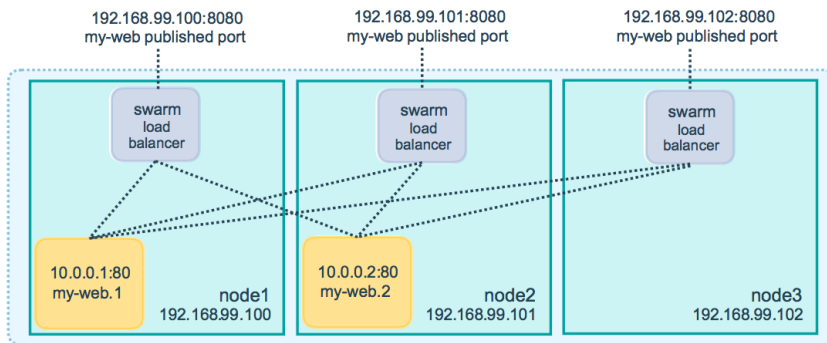 192.168.99.100:8080
my-web published port
192.168.99.101:8080
my-web published port
192.168.99.102:8080
my-web published port
swarm
load
balancer
swarm
load
balancer
swarm
load
balancer
10.0.0.1:80
my-web.1
node1
192.168.99.100
10.0.0.2:80
my-web.2
node2
192.168.99.101
node3
192.168.99.102